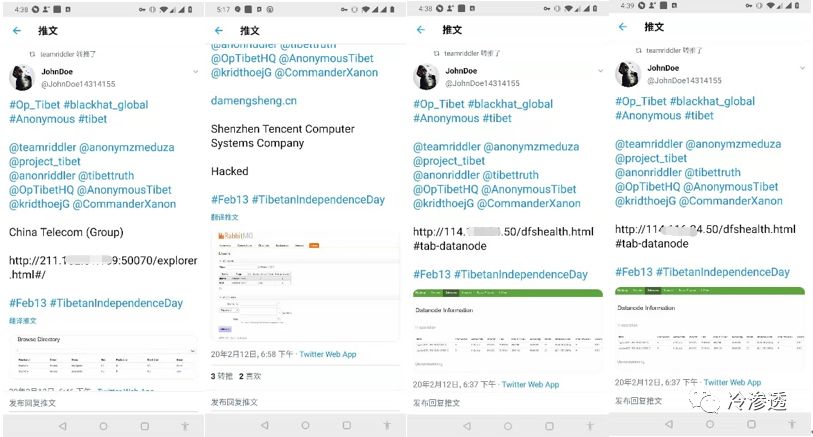 4:38
推文
teamriddler 转推了
JohnDoe
@JohnDoe14314155
#Op_Tibet #blackhat_global
#Anonymous #tibet
@teamriddler @anonymzmeduza
@project_tibet
@anonriddler @tibettruth
@OpTibetHQ @AnonymousTibet
@kridthoejG @CommanderXanon
China Telecom (Group)
http://211.1 9:50070/explorer
.html#/
#Feb13 #TibetanIndependenceDay
翻译推文
Browse Directory
Twitter Web App
发布回复推文
5:17
推文
@anonriddler @tibettruth
@OpTibetHQ @AnonymousTibet
@kridthoejG @CommanderXanon
damengsheng.cn
Shenzhen Tencent Computer
Systems Company
Hacked
#Feb13 #TibetanIndependenceDay
翻译推文
RabbitMQ
Users
20年2月12日, 6:58 下午 · Twitter Web App
3 转推 2 喜欢
发布回复推文
4:38
推文
teamriddler 转推了
JohnDoe
@JohnDoe14314155
#Op_Tibet #blackhat_global
#Anonymous #tibet
@teamriddler @anonymzmeduza
@project_tibet
@anonriddler @tibettruth
@OpTibetHQ @AnonymousTibet
@kridthoejG @CommanderXanon
http://114. .50/dfshealth.html
#tab-datanode
#Feb13 #TibetanIndependenceDay
Datanode Information
20年2月12日, 6:37 下午 · Twitter Web App
发布回复推文
4:39
推文
teamriddler 转推了
JohnDoe
@JohnDoe14314155
#Op_Tibet #blackhat_global
#Anonymous #tibet
@teamriddler @anonymzmeduza
@project_tibet
@anonriddler @tibettruth
@OpTibetHQ @AnonymousTibet
@kridthoejG @CommanderXanon
http://114. 4.50/dfshealth.html
#tab-datanode
#Feb13 #TibetanIndependenceDay
Datanode Information
20年2月12日, 6:37 下午 · Twitter Web App
发布回复推文
冷渗透